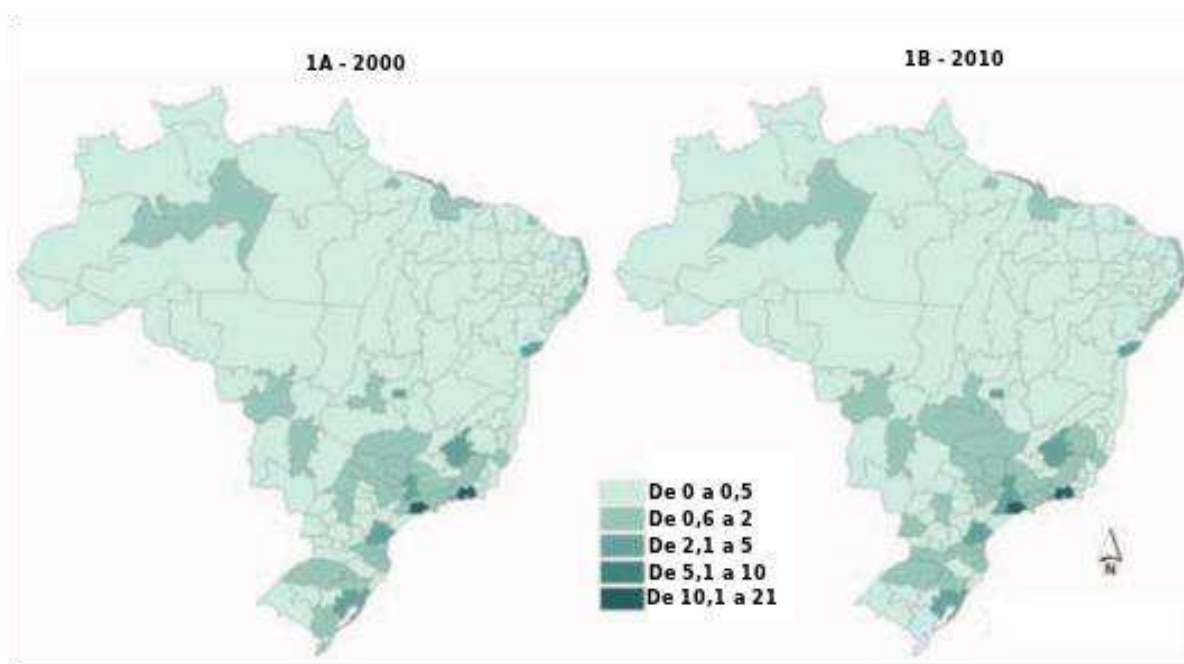 1A - 2000
1B - 2010
De 0 a 0,5
De 0,6 a 2
De 2,1 a 5
De 5,1 a 10
De 10,1 a 21
N